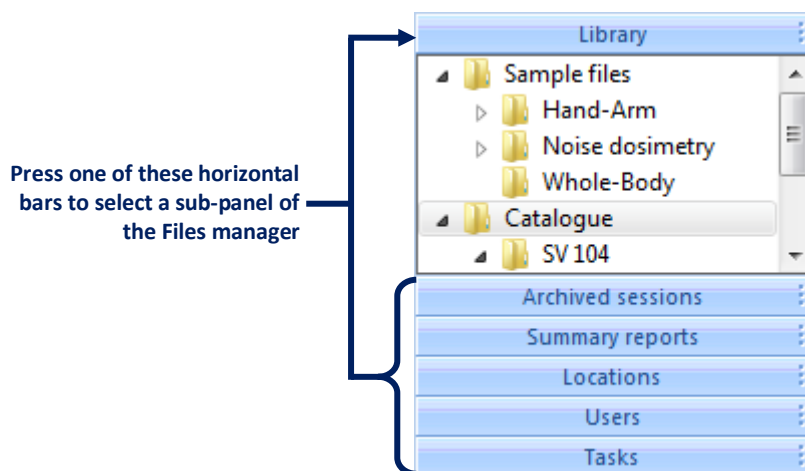 Library
Sample files
Hand-Arm
Noise dosimetry
Whole-Body
Catalogue
SV 104
Press one of these horizontal
bars to select a sub-panel of
the Files manager
Archived sessions
Summary reports
Locations
Users
Tasks